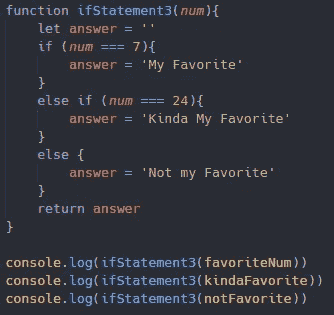 function ifStatement3(num){
    let answer = ''
    if (num === 7){
        answer = 'My Favorite'
    }
    else if (num === 24){
        answer = 'Kinda My Favorite'
    }
    else {
        answer = 'Not my Favorite'
    }
    return answer
}

console.log(ifStatement3(favoriteNum))
console.log(ifStatement3(kindaFavorite))
console.log(ifStatement3(notFavorite))